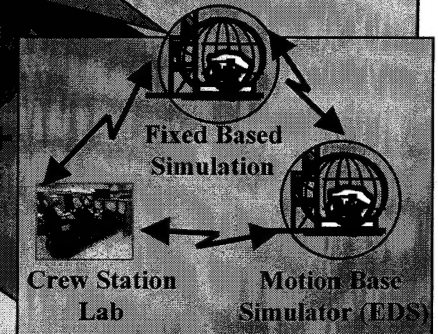 Fixed Based
Simulation
Crew Station
Lab
Motion Base
Simulator (EDS)